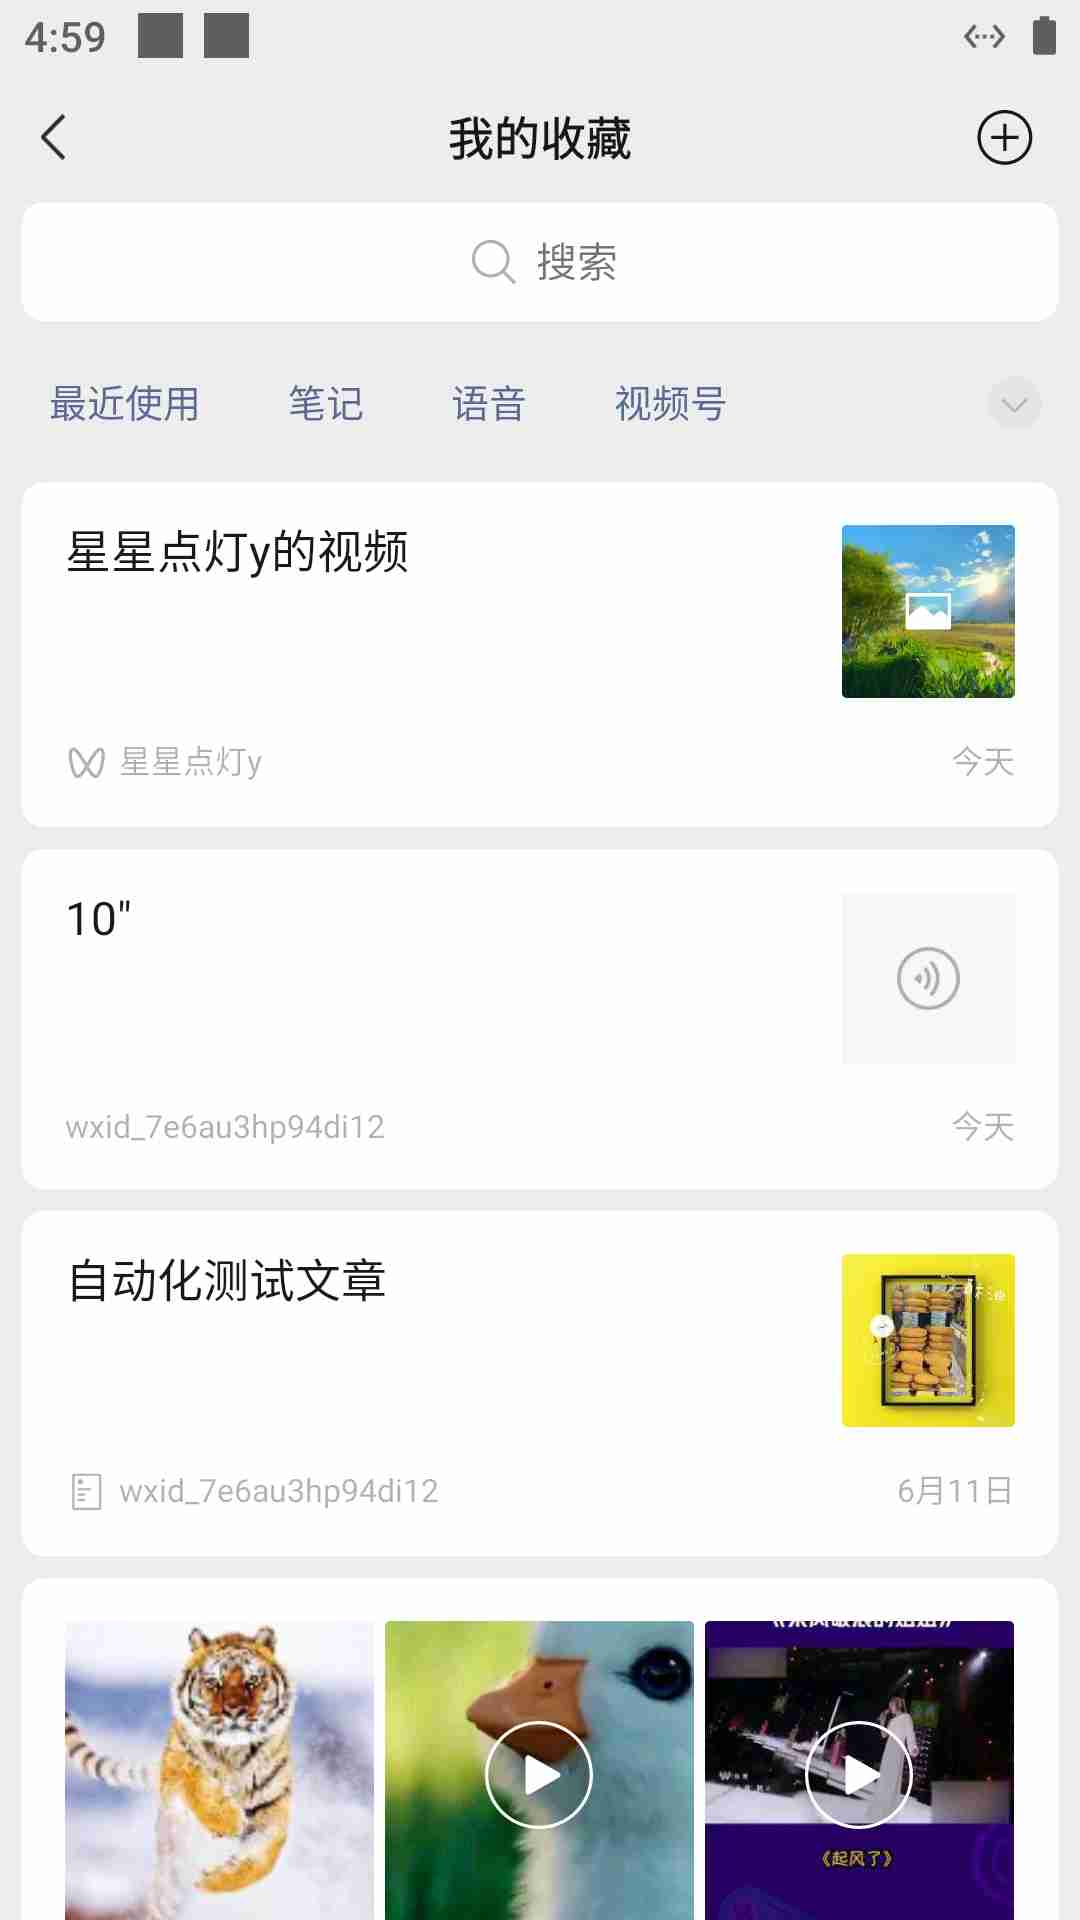 4:59
我的收藏
搜索
最近使用 笔记 语音 视频号
星星点灯y的视频
星星点灯y 今天
10"
wxid_7e6au3hp94di12 今天
自动化测试文章
wxid_7e6au3hp94di12 6月11日
《起风了》